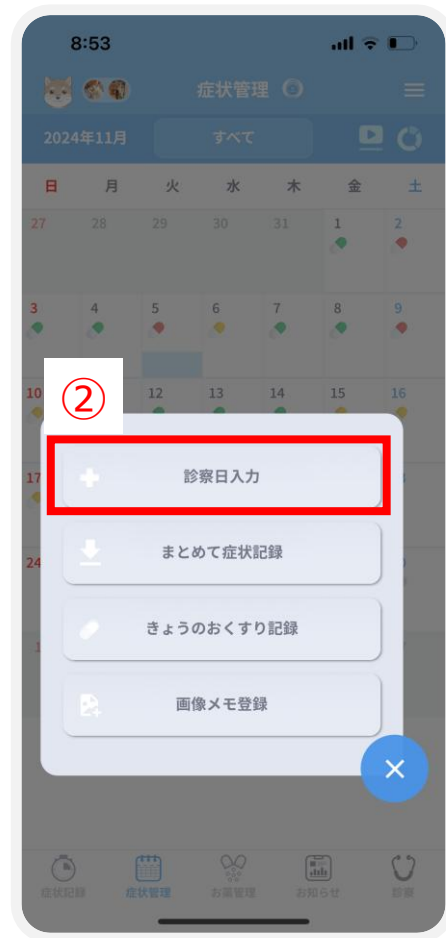 8:53
症状管理
2024年11月 すべて
日 月 火 水 木 金 土
27 28 29 30 31 1 2
3 4 5 6 7 8 9
②
10 12 13 14 15 16
17
診察日入力
まとめて症状記録
24
きょうのおくすり記録
1
画像メモ登録
症状記録 症状管理 お薬管理 お知らせ 診察